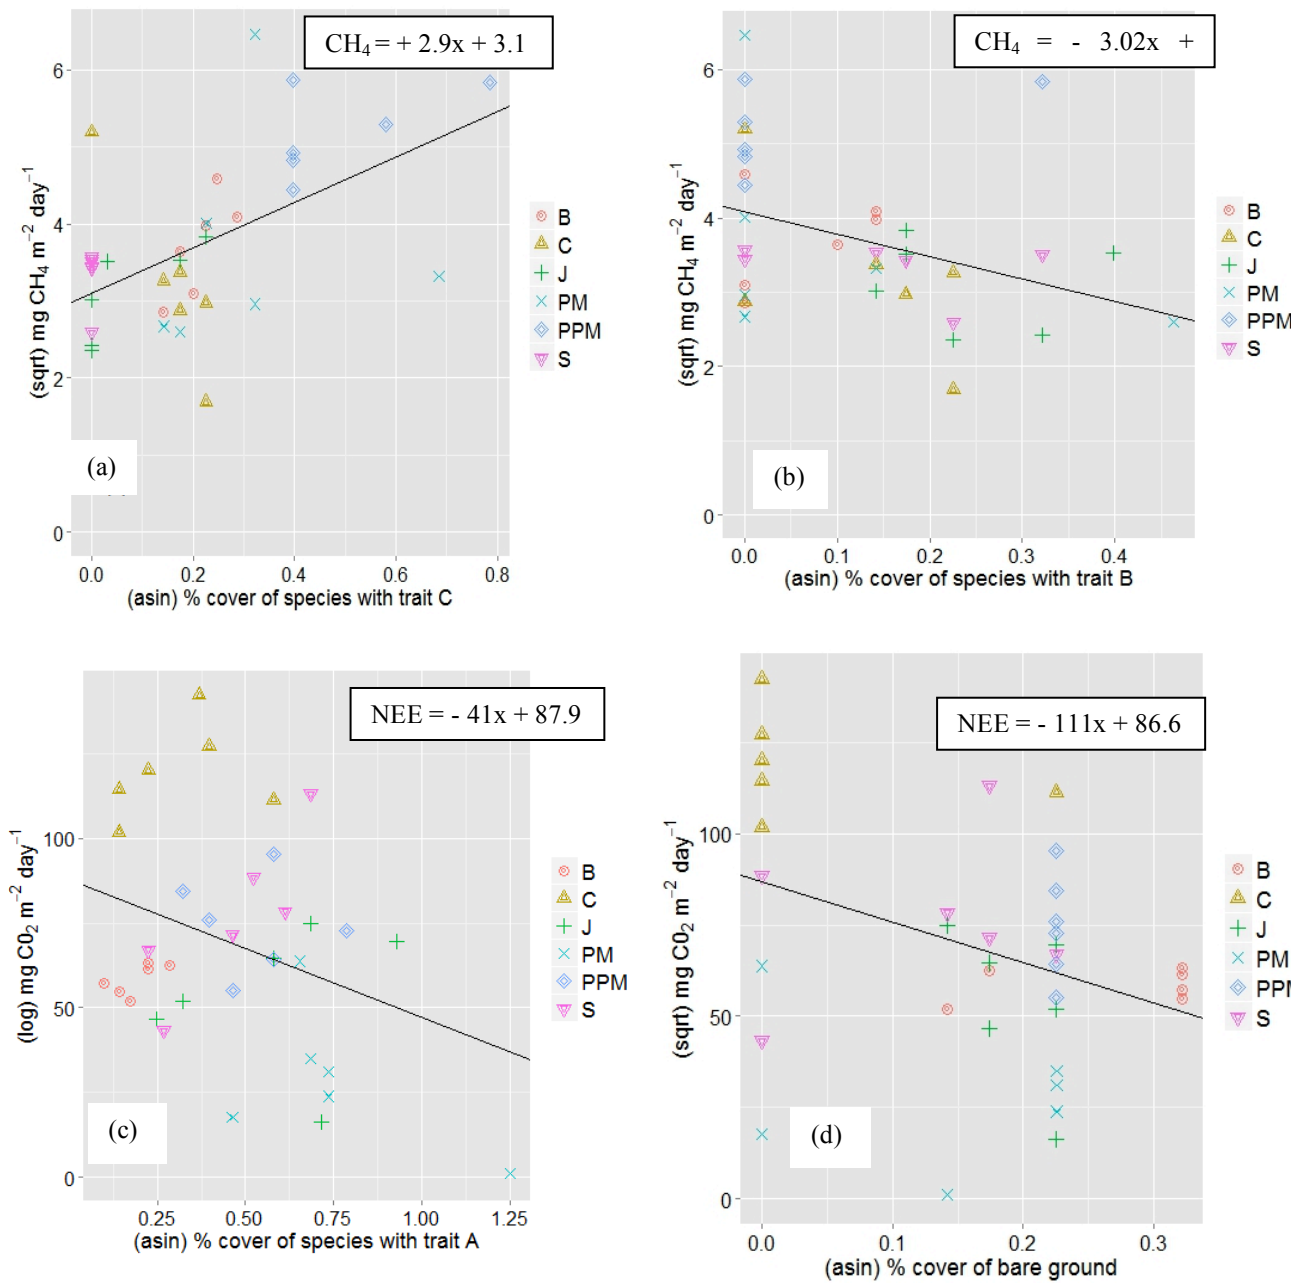 CH₄ = + 2.9x + 3.1
6
4
2
0
(sqrt) mg CH₄ m⁻² day⁻¹
B
C
J
PM
PPM
S
(a)
0.0 0.2 0.4 0.6 0.8
(asin) % cover of species with trait C
CH₄ = - 3.02x +
6
4
2
0
(sqrt) mg CH₄ m⁻² day⁻¹
B
C
J
PM
PPM
S
(b)
0.0 0.1 0.2 0.3 0.4
(asin) % cover of species with trait B
NEE = - 41x + 87.9
100
50
0
(log) mg C0₂ m⁻² day⁻¹
B
C
J
PM
PPM
S
(c)
0.25 0.50 0.75 1.00 1.25
(asin) % cover of species with trait A
NEE = - 111x + 86.6
100
50
0
(sqrt) mg C0₂ m⁻² day⁻¹
B
C
J
PM
PPM
S
(d)
0.0 0.1 0.2 0.3
(asin) % cover of bare ground